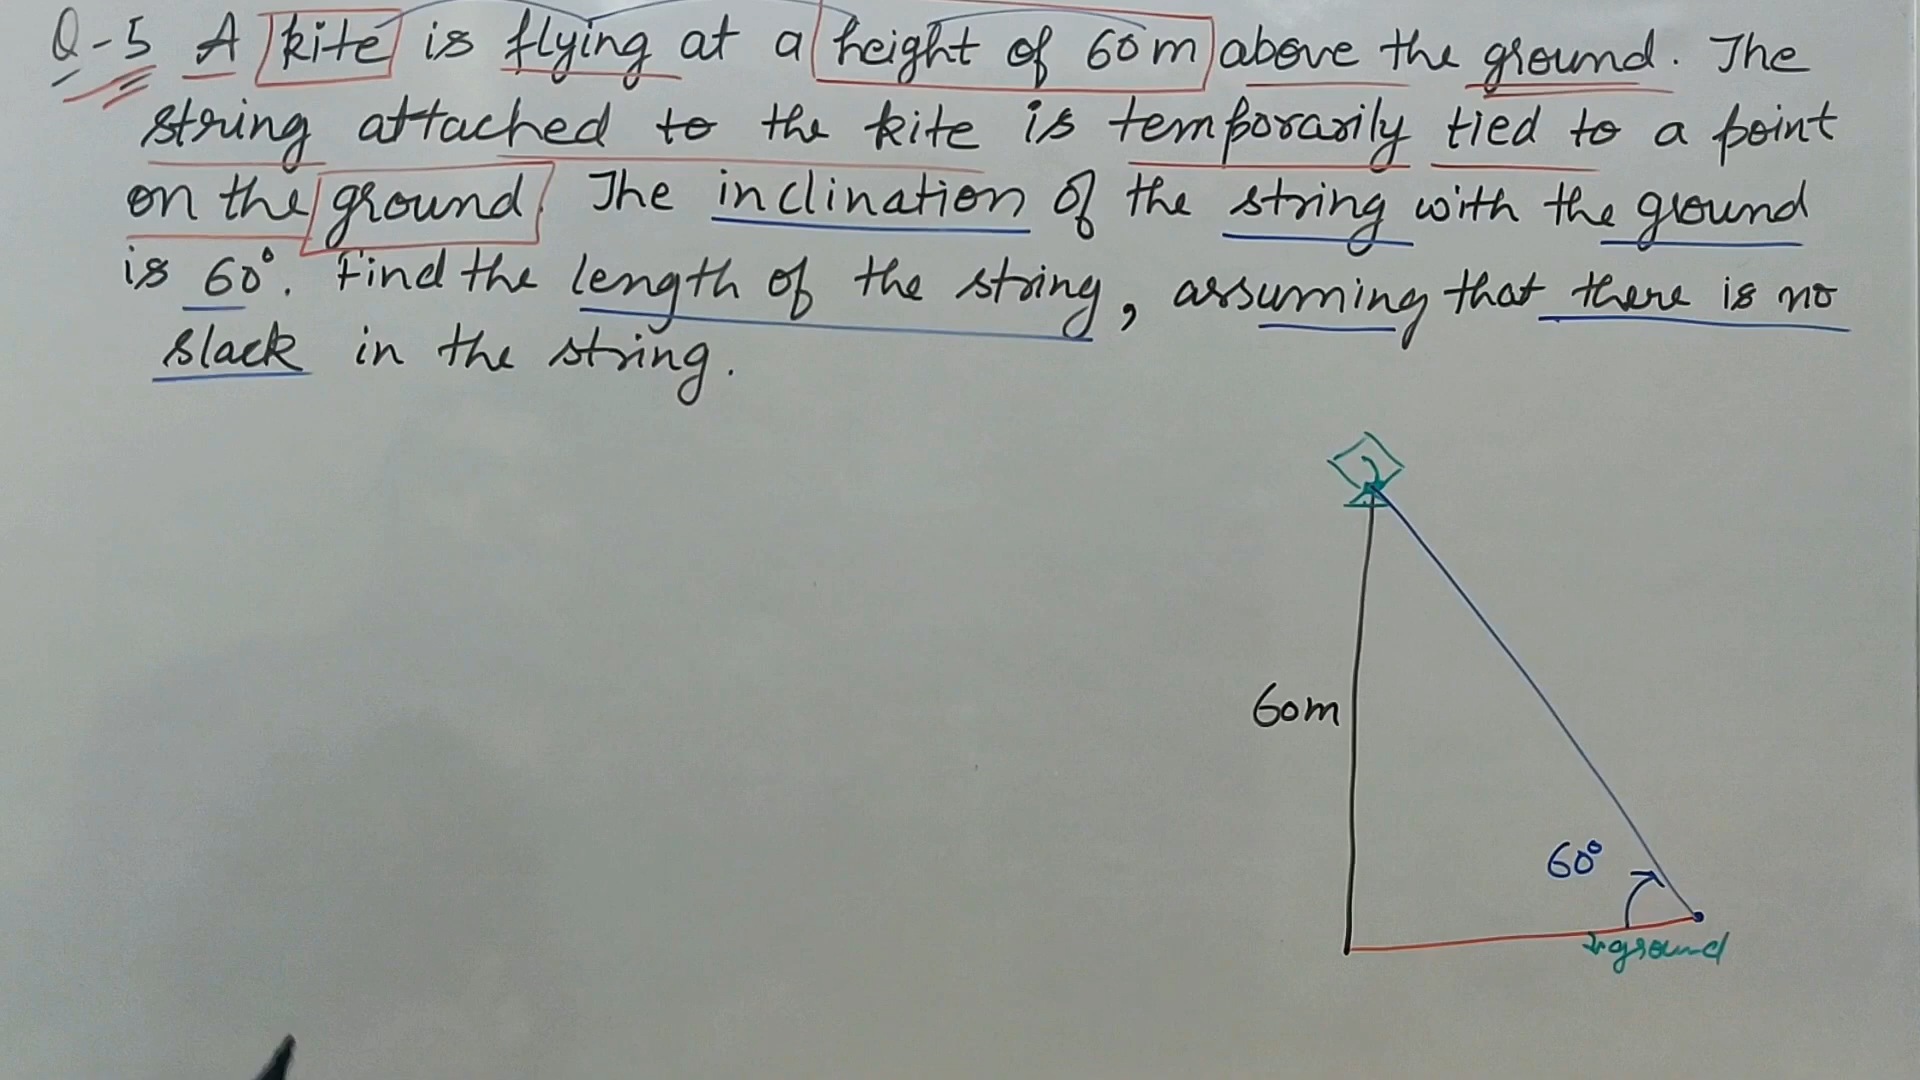 Q-5 A kite is flying at a height of 60m above the ground. The
string attached to the kite is temporarily tied to a point
on the ground. The inclination of the string with the ground
is 60°. Find the length of the string, assuming that there is no
slack in the string.
60m
60°
ground